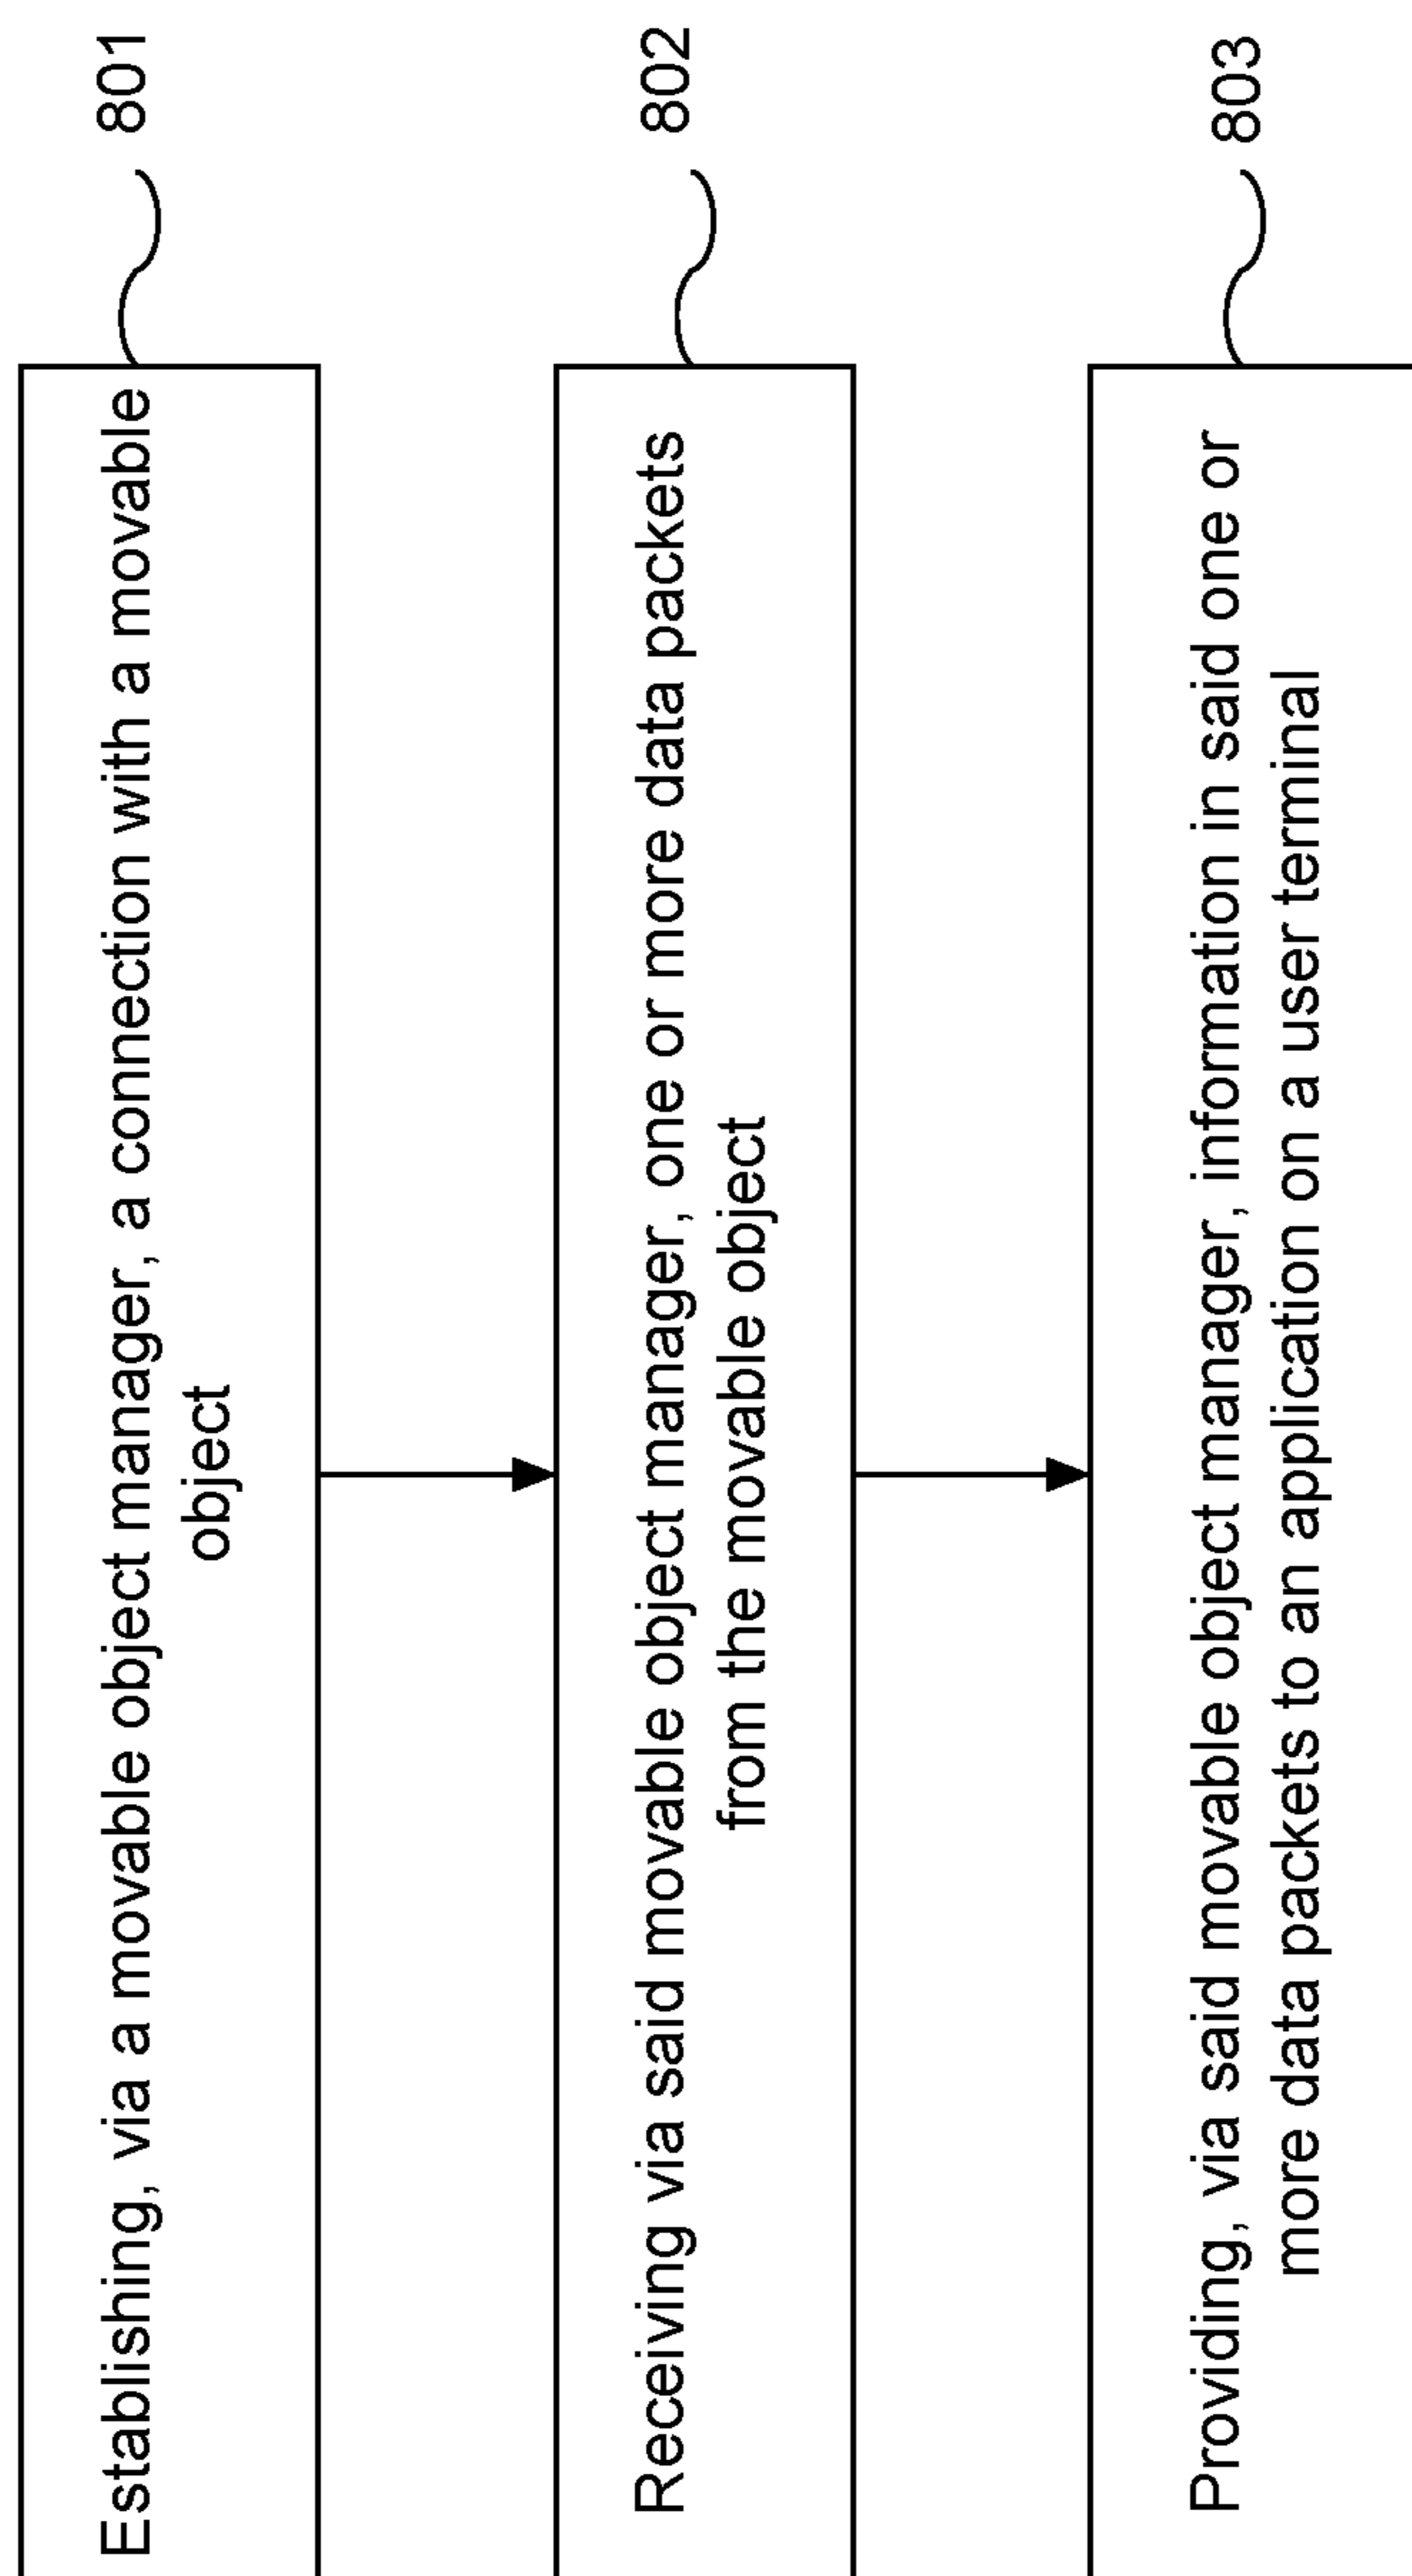 Establishing, via a movable object manager, a connection with a movable
object
801
Receiving via said movable object manager, one or more data packets
from the movable object
802
Providing, via said movable object manager, information in said one or
more data packets to an application on a user terminal
803